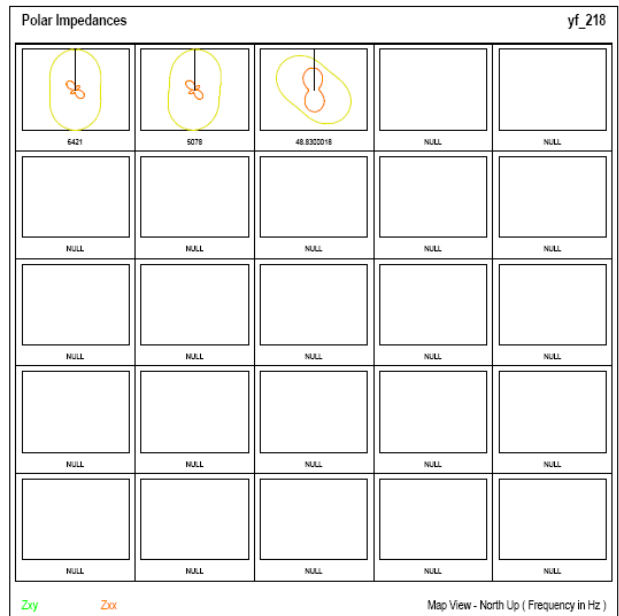 Polar Impedances yf_218
6421 5078 48.8300018 NULL NULL
NULL NULL NULL NULL NULL
NULL NULL NULL NULL NULL
NULL NULL NULL NULL NULL
NULL NULL NULL NULL NULL
Zxy Zxx Map View - North Up ( Frequency in Hz )